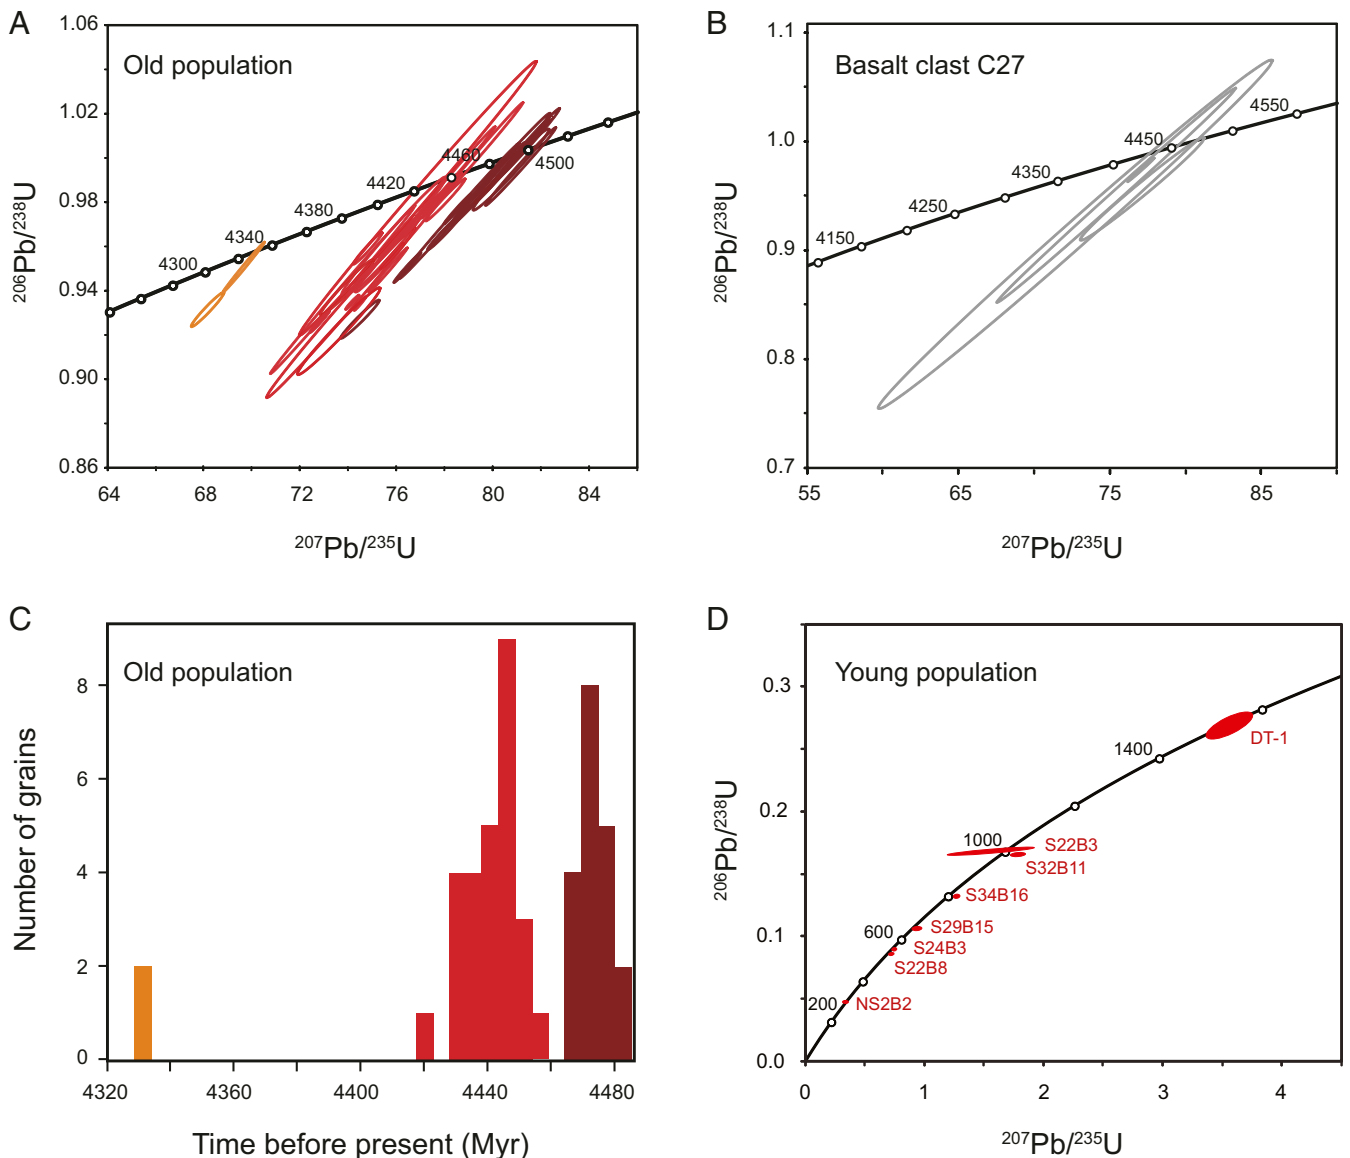 A
Old population
1.06
1.02
0.98
0.94
0.90
0.86
206Pb/238U
4300
4340
4380
4420
4460
4500
64
68
72
76
80
84
207Pb/235U
B
Basalt clast C27
1.1
1.0
0.9
0.8
0.7
206Pb/238U
4150
4250
4350
4450
4550
55
65
75
85
207Pb/235U
C
Old population
8
6
4
2
0
Number of grains
4320
4360
4400
4440
4480
Time before present (Myr)
D
Young population
0.3
0.2
0.1
0.0
206Pb/238U
1400
1000
600
200
DT-1
S22B3
S32B11
S34B16
S29B15
S24B3
S22B8
NS2B2
0
1
2
3
4
207Pb/235U